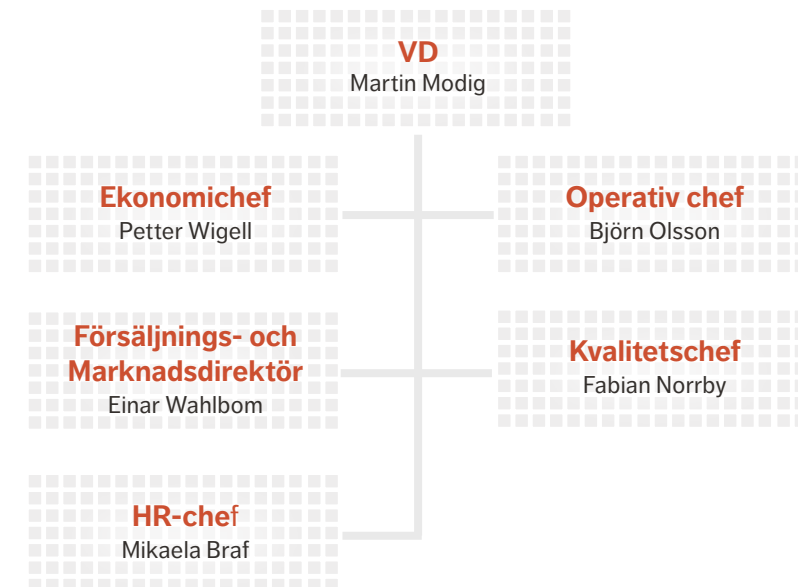 VD
Martin Modig
Ekonomichef
Petter Wigell
Operativ chef
Björn Olsson
Försäljnings- och
Marknadsdirektör
Einar Wahlbom
Kvalitetschef
Fabian Norrby
HR-chef
Mikaela Braf